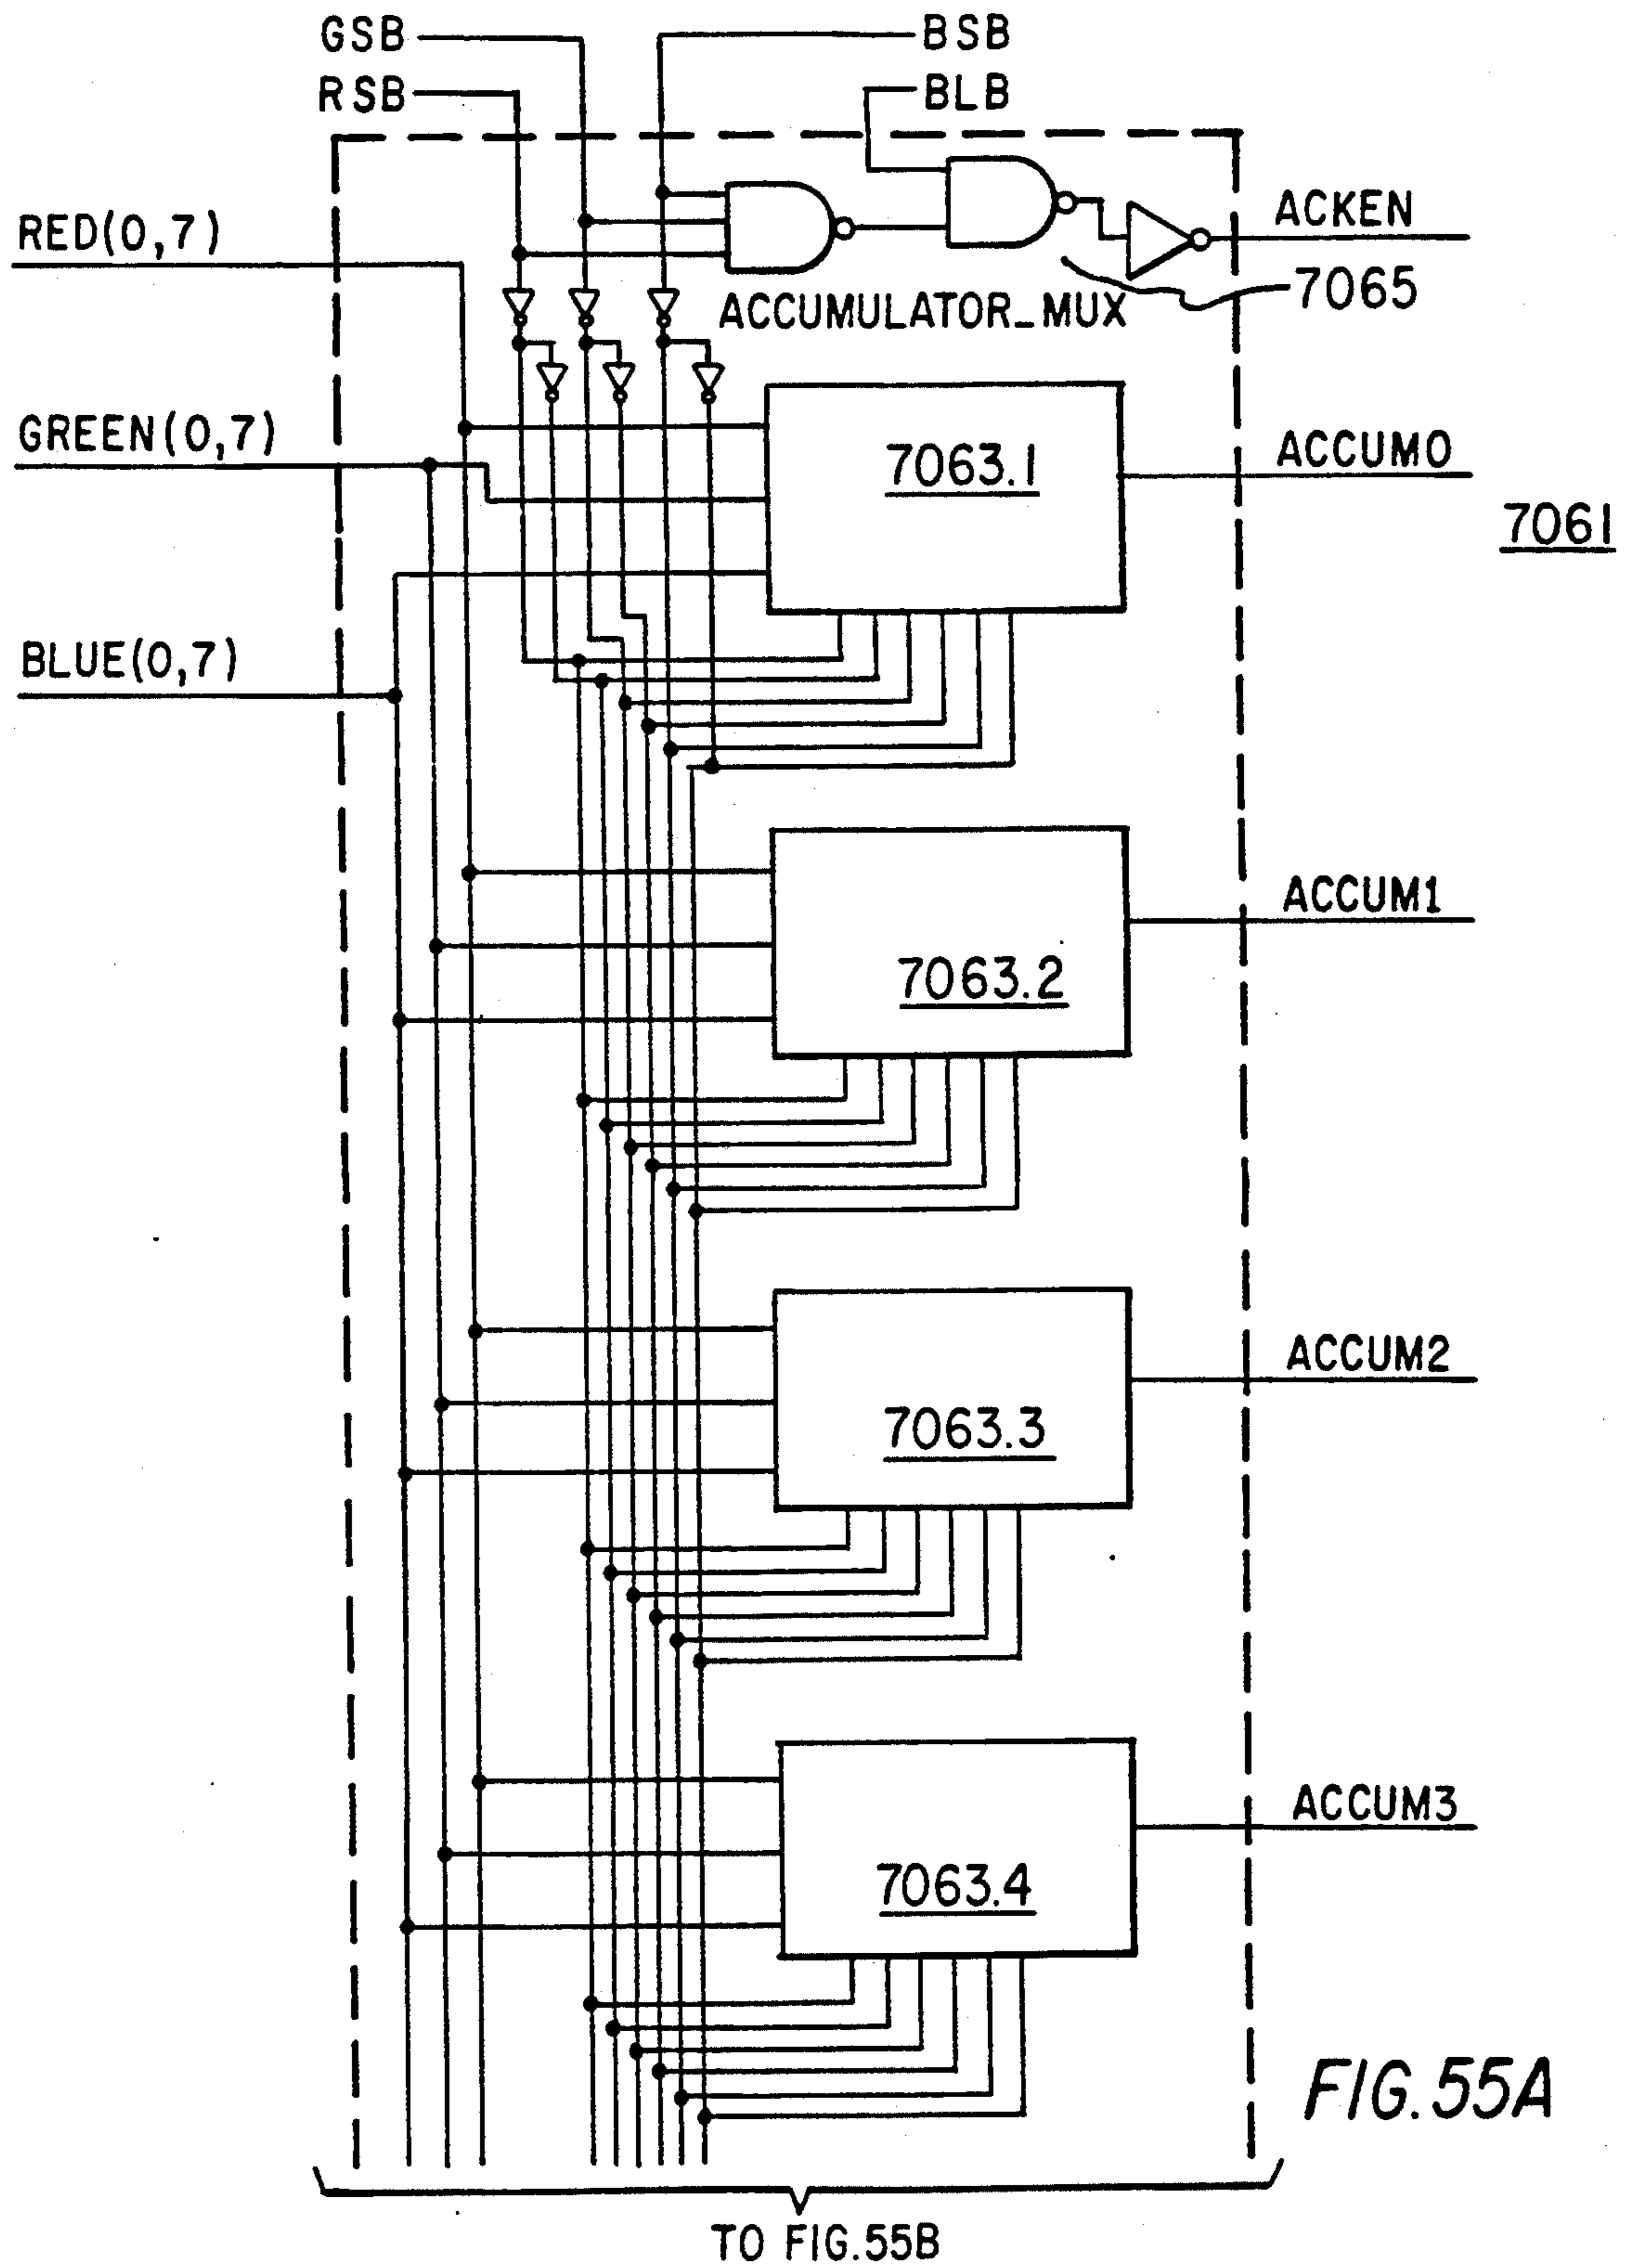 GSB
BSB
RSB
BLB
RED(0,7)
ACKEN
7065
ACCUMULATOR_MUX
GREEN(0,7)
7063.1
ACCUM0
7061
BLUE(0,7)
7063.2
ACCUM1
7063.3
ACCUM2
7063.4
ACCUM3
FIG.55A
TO FIG.55B